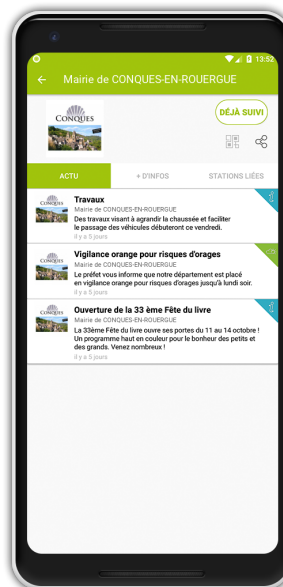 13:52
Mairie de CONQUES-EN-ROUERGUE
CONQUES
DÉJÀ SUIVI
ACTU
+ D'INFOS
STATIONS LIÉES
CONQUES
Travaux
Mairie de CONQUES-EN-ROUERGUE
Des travaux visant à agrandir la chaussée et faciliter
le passage des véhicules débuteront ce vendredi.
il y a 5 jours
CONQUES
Vigilance orange pour risques d'orages
Mairie de CONQUES-EN-ROUERGUE
Le préfet vous informe que notre département est placé
en vigilance orange pour risques d'orages jusqu'à lundi soir.
il y a 5 jours
CONQUES
Ouverture de la 33 ème Fête du livre
Mairie de CONQUES-EN-ROUERGUE
La 33ème Fête du livre ouvre ses portes du 11 au 14 octobre !
Un programme haut en couleur pour le bonheur des petits et
des grands. Venez nombreux !
il y a 5 jours